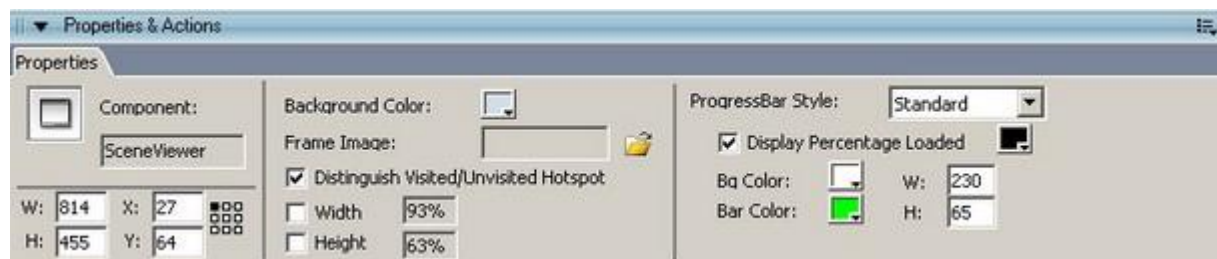 Properties & Actions
Properties
Component:
SceneViewer
W: 814 X: 27
H: 455 Y: 64
Background Color:
Frame Image:
Distinguish Visited/Unvisited Hotspot
Width 93%
Height 63%
ProgressBar Style: Standard
Display Percentage Loaded
Bg Color: W: 230
Bar Color: H: 65